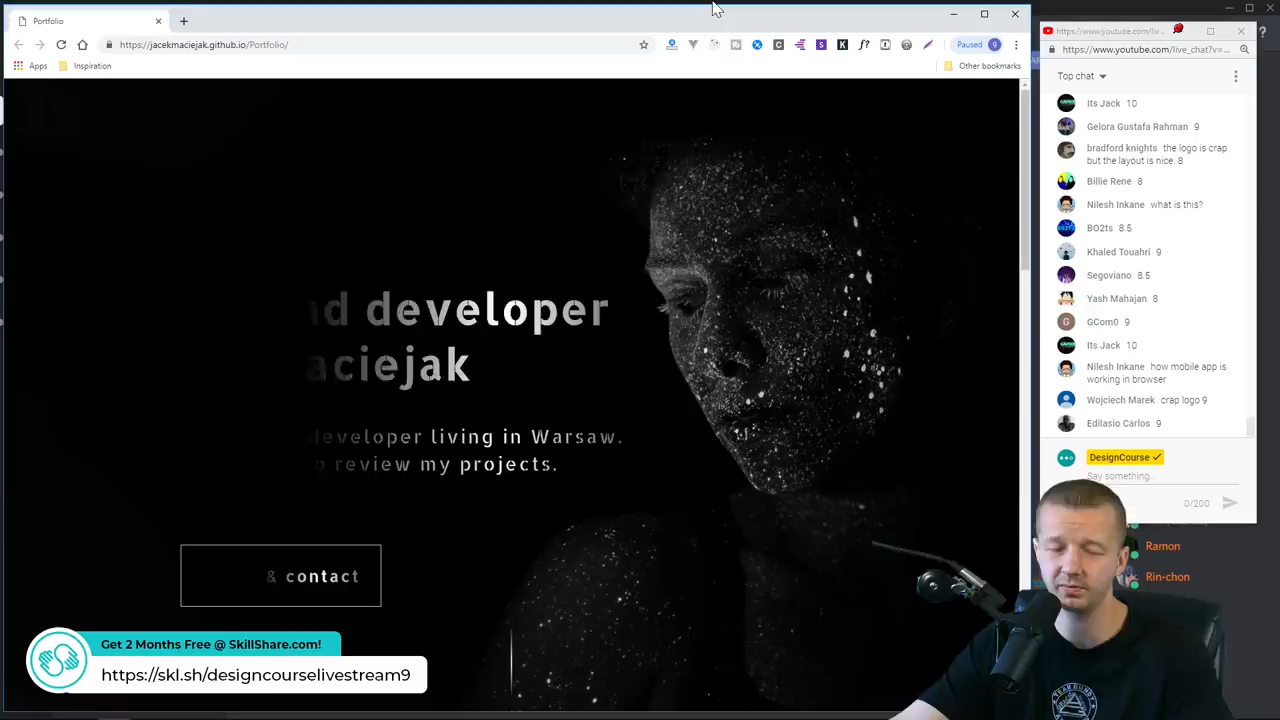 Portfolio
https://www.youtube.com/liv...
https://jacekmaciejak.github.io/Portfolio/
Paused
https://www.youtube.com/live_chat?v=...
Apps
Inspiration
Other bookmarks
Top chat
Its Jack 10
Gelora Gustafa Rahman 9
bradford knights the logo is crap
but the layout is nice. 8
Billie Rene 8
Nilesh Inkane what is this?
BO2ts 8.5
Khaled Touahri 9
Segoviano 8.5
Yash Mahajan 8
G GCom0 9
Its Jack 10
Nilesh Inkane how mobile app is
working in browser
Wojciech Marek crap logo 9
Edilasio Carlos 9
DesignCourse
Say something...
0/200
nd developer
aciejak
developer living in Warsaw.
o review my projects.
& contact
Ramon
Rin-chon
Get 2 Months Free @ SkillShare.com!
https://skl.sh/designcourselivestream9